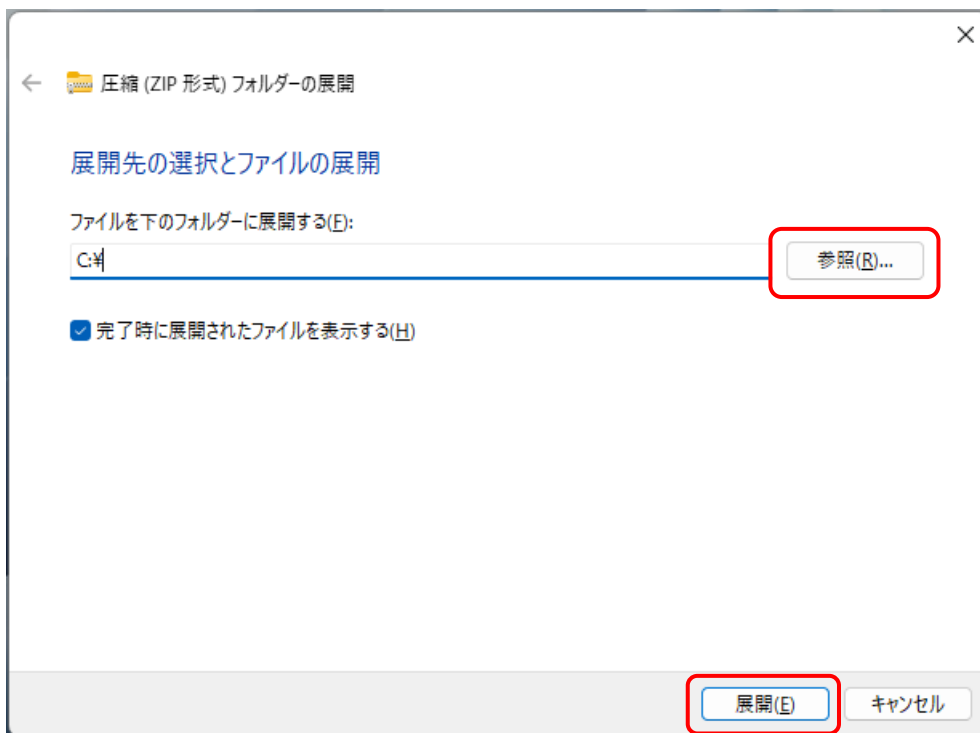 圧縮 (ZIP 形式) フォルダーの展開
展開先の選択とファイルの展開
ファイルを下のフォルダーに展開する(F):
C:¥
参照(R)...
完了時に展開されたファイルを表示する(H)
展開(E)
キャンセル